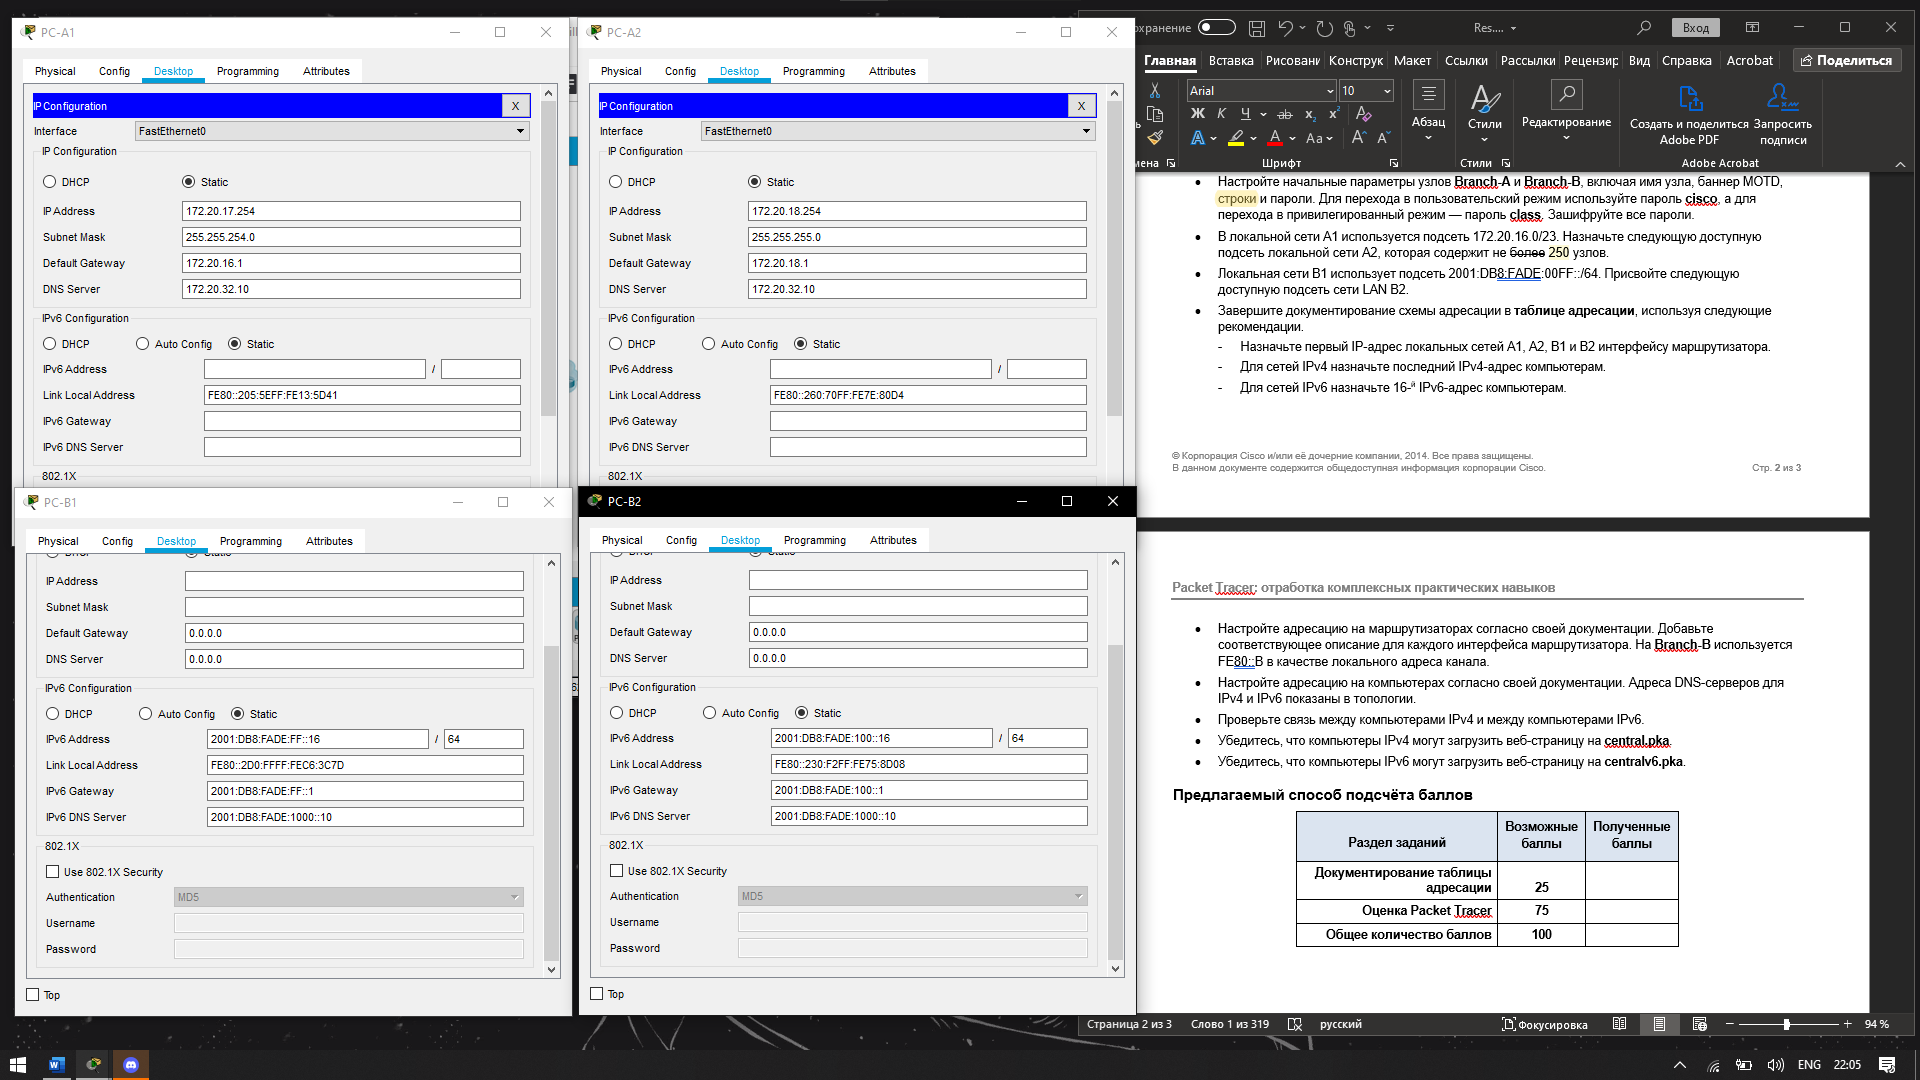 PC-A1
Physical Config Desktop Programming Attributes
IP Configuration X
Interface FastEthernet0
IP Configuration
DHCP Static
IP Address 172.20.17.254
Subnet Mask 255.255.254.0
Default Gateway 172.20.16.1
DNS Server 172.20.32.10
IPv6 Configuration
DHCP Auto Config Static
IPv6 Address /
Link Local Address FE80::205:5EFF:FE13:5D41
IPv6 Gateway
IPv6 DNS Server
802.1X
PC-A2
Physical Config Desktop Programming Attributes
IP Configuration X
Interface FastEthernet0
IP Configuration
DHCP Static
IP Address 172.20.18.254
Subnet Mask 255.255.255.0
Default Gateway 172.20.18.1
DNS Server 172.20.32.10
IPv6 Configuration
DHCP Auto Config Static
IPv6 Address /
Link Local Address FE80::260:70FF:FE7E:80D4
IPv6 Gateway
IPv6 DNS Server
802.1X
PC-B1
Physical Config Desktop Programming Attributes
IP Address
Subnet Mask
Default Gateway 0.0.0.0
DNS Server 0.0.0.0
IPv6 Configuration
DHCP Auto Config Static
IPv6 Address 2001:DB8:FADE:FF::16 / 64
Link Local Address FE80::2D0:FFFF:FEC6:3C7D
IPv6 Gateway 2001:DB8:FADE:FF::1
IPv6 DNS Server 2001:DB8:FADE:1000::10
802.1X
Use 802.1X Security
Authentication MD5
Username
Password
Top
PC-B2
Physical Config Desktop Programming Attributes
IP Address
Subnet Mask
Default Gateway 0.0.0.0
DNS Server 0.0.0.0
IPv6 Configuration
DHCP Auto Config Static
IPv6 Address 2001:DB8:FADE:100::16 / 64
Link Local Address FE80::230:F2FF:FE75:8D08
IPv6 Gateway 2001:DB8:FADE:100::1
IPv6 DNS Server 2001:DB8:FADE:1000::10
802.1X
Use 802.1X Security
Authentication MD5
Username
Password
Top
охранение Res.... Вход
Главная Вставка Рисовани Конструк Макет Ссылки Рассылки Рецензир Вид Справка Acrobat Поделиться
Arial 10
Ж К Ч ab x x A
A A Aa A A
Абзац
Стили
Редактирование
Создать и поделиться Adobe PDF
Запросить подписи
мена Шрифт Стили Adobe Acrobat
• Настройте начальные параметры узлов Branch-A и Branch-B, включая имя узла, баннер MOTD,
строки и пароли. Для перехода в пользовательский режим используйте пароль cisco, а для
перехода в привилегированный режим — пароль class. Зашифруйте все пароли.
• В локальной сети A1 используется подсеть 172.20.16.0/23. Назначьте следующую доступную
подсеть локальной сети A2, которая содержит не более 250 узлов.
• Локальная сети B1 использует подсеть 2001:DB8:FADE:00FF::/64. Присвойте следующую
доступную подсеть сети LAN B2.
• Завершите документирование схемы адресации в таблице адресации, используя следующие
рекомендации.
- Назначьте первый IP-адрес локальных сетей A1, A2, B1 и B2 интерфейсу маршрутизатора.
- Для сетей IPv4 назначьте последний IPv4-адрес компьютерам.
- Для сетей IPv6 назначьте 16-й IPv6-адрес компьютерам.
© Корпорация Cisco и/или её дочерние компании, 2014. Все права защищены.
В данном документе содержится общедоступная информация корпорации Cisco. Стр. 2 из 3
Packet Tracer: отработка комплексных практических навыков
• Настройте адресацию на маршрутизаторах согласно своей документации. Добавьте
соответствующее описание для каждого интерфейса маршрутизатора. На Branch-B используется
FE80::B в качестве локального адреса канала.
• Настройте адресацию на компьютерах согласно своей документации. Адреса DNS-серверов для
IPv4 и IPv6 показаны в топологии.
• Проверьте связь между компьютерами IPv4 и между компьютерами IPv6.
• Убедитесь, что компьютеры IPv4 могут загрузить веб-страницу на central.pka.
• Убедитесь, что компьютеры IPv6 могут загрузить веб-страницу на centralv6.pka.
Предлагаемый способ подсчёта баллов
Раздел заданий Возможные баллы Полученные баллы
Документирование таблицы адресации 25
Оценка Packet Tracer 75
Общее количество баллов 100
Страница 2 из 3 Слово 1 из 319 русский Фокусировка 94 %
ENG 22:05